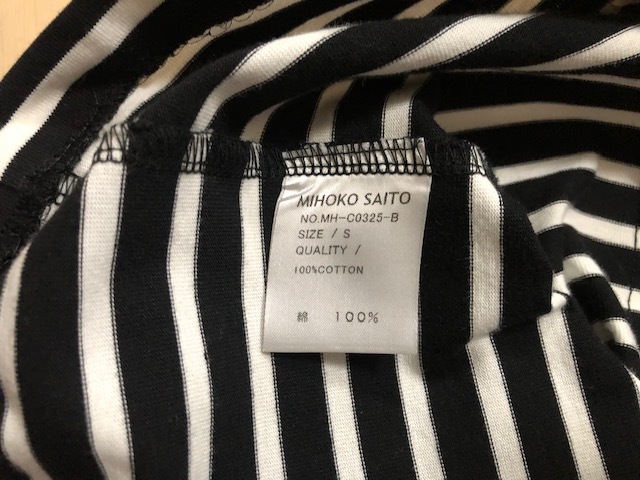 MIHOKO SAITO
NO.MH-C0325-B
SIZE / S
QUALITY /
100%COTTON
綿 100%